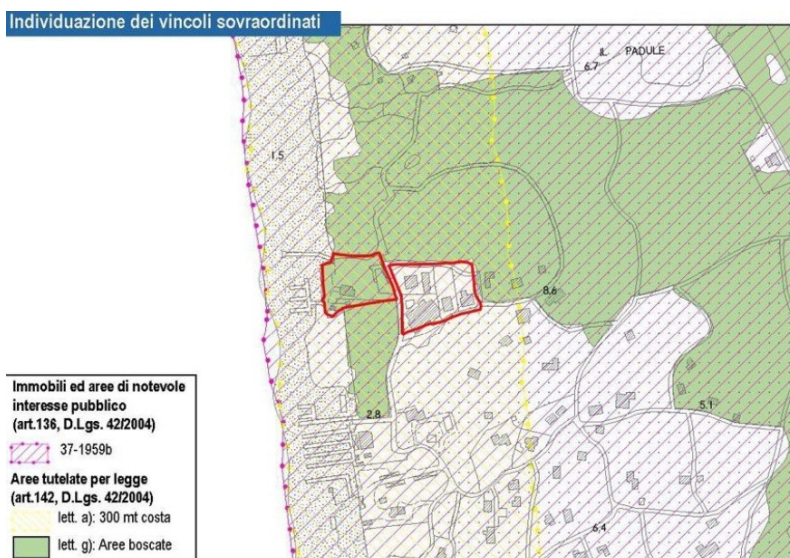 Individuazione dei vincoli sovraordinati
IL PADULE
6.7
1.5
8.6
2.8
5.1
6.4
Immobili ed aree di notevole
interesse pubblico
(art.136, D.Lgs. 42/2004)
37-1959b
Aree tutelate per legge
(art.142, D.Lgs. 42/2004)
lett. a): 300 mt costa
lett. g): Aree boscate